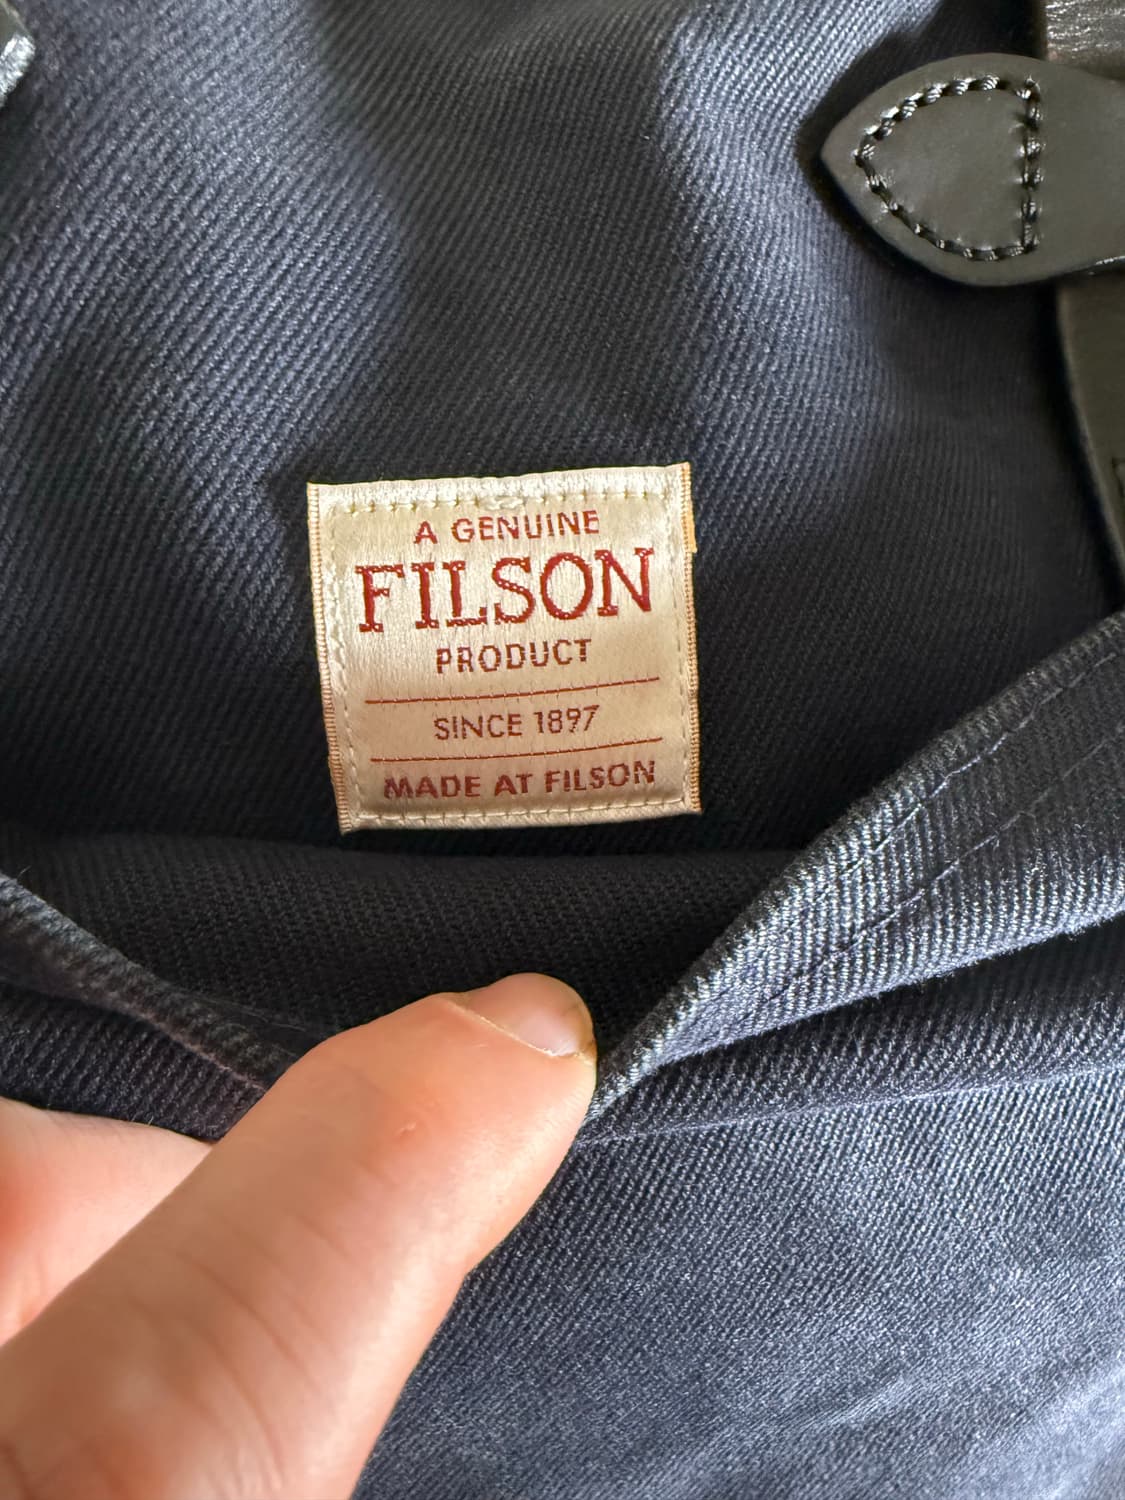 A GENUINE
FILSON
PRODUCT
SINCE 1897
MADE AT FILSON